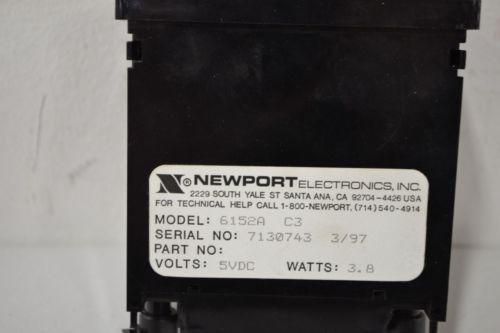 N® NEWPORT ELECTRONICS, INC.
2229 SOUTH YALE ST SANTA ANA, CA 92704-4426 USA
FOR TECHNICAL HELP CALL 1-800-NEWPORT, (714) 540-4914
MODEL: 6152A C3
SERIAL NO: 7130743 3/97
PART NO:
VOLTS: 5VDC WATTS: 3.8